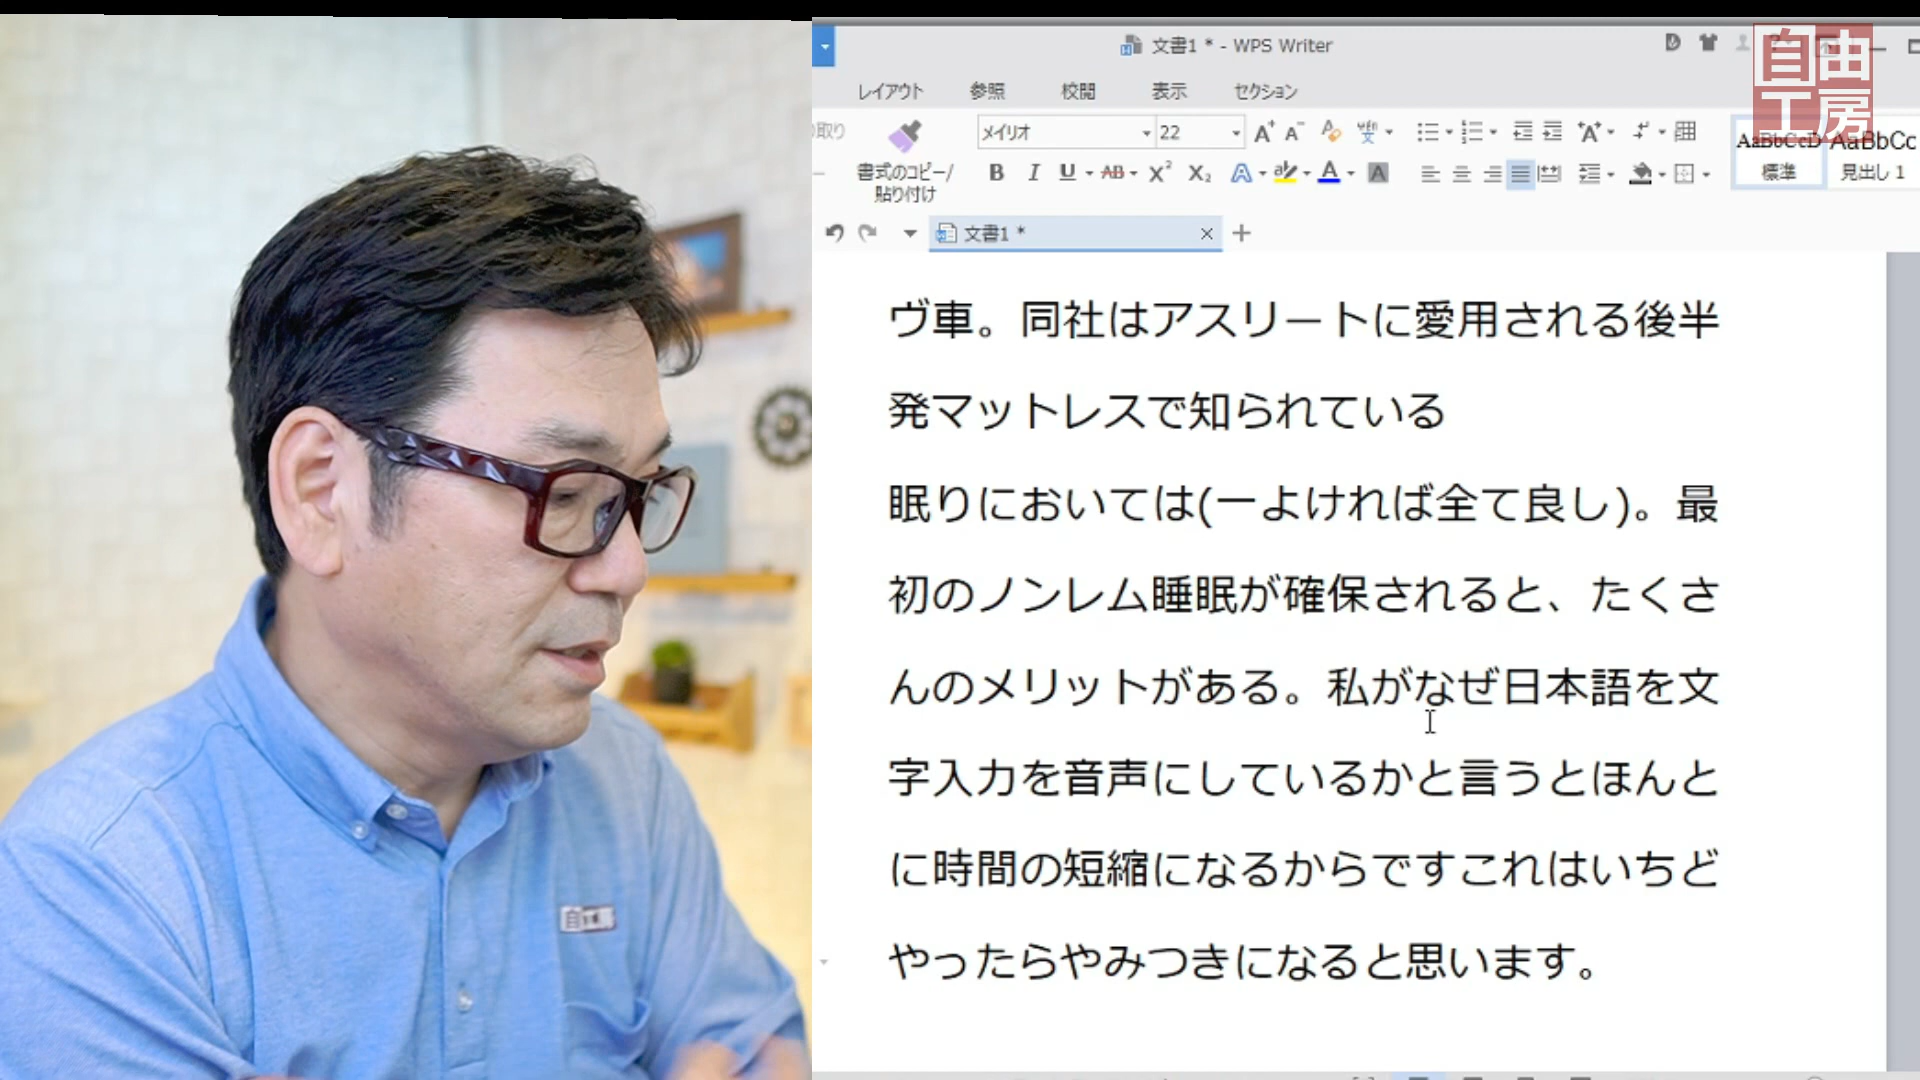 文書1 * - WPS Writer
自由
工房
レイアウト 参照 校閲 表示 セクション
メイリオ 22
書式のコピー/
貼り付け
AaBbCcD AaBbCc
標準 見出し 1
文書1 *
ヴ車。同社はアスリートに愛用される後半
発マットレスで知られている
眠りにおいては(一よければ全て良し)。最
初のノンレム睡眠が確保されると、たくさ
んのメリットがある。私がなぜ日本語を文
字入力を音声にしているかと言うとほんと
に時間の短縮になるからですこれはいちど
やったらやみつきになると思います。